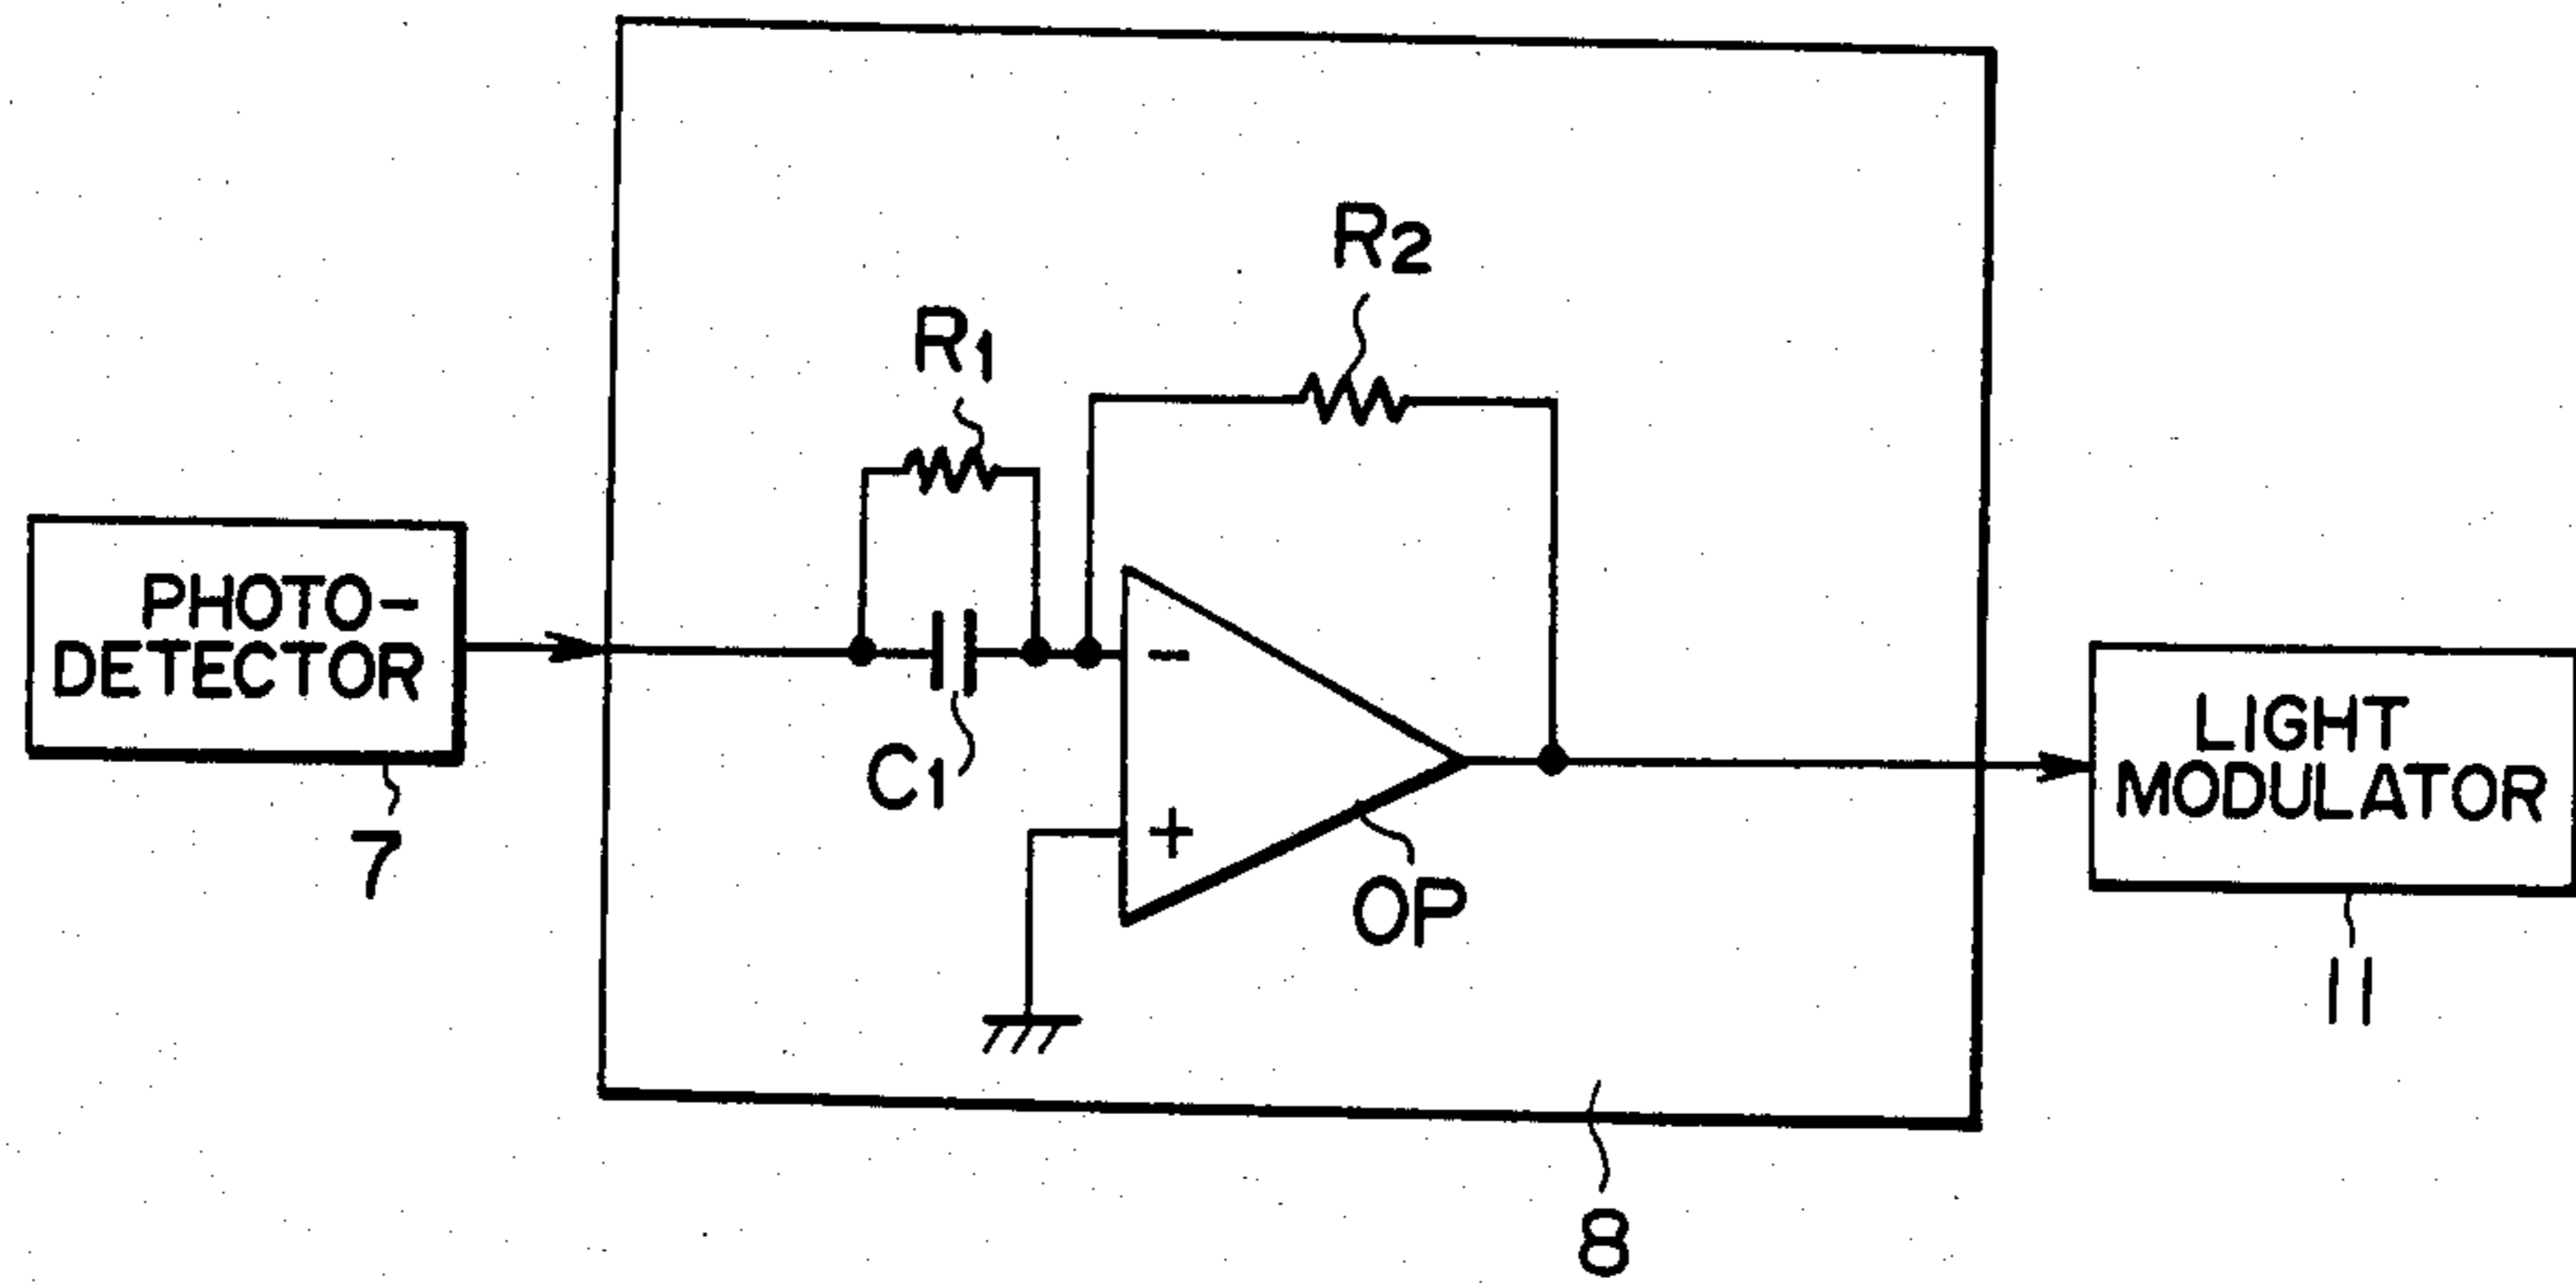 R2
R1
PHOTO-
DETECTOR
-
C1
LIGHT
MODULATOR
+
7
OP
11
8